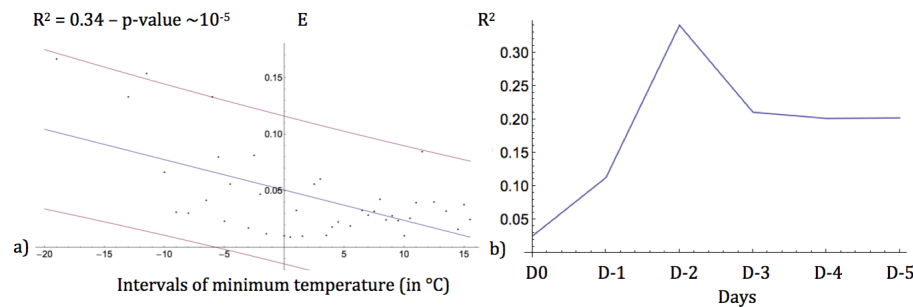 R² = 0.34 – p-value ~10⁻⁵
E
0.15
0.10
0.05
-20
-15
-10
-5
0
5
10
15
a)
Intervals of minimum temperature (in °C)
R²
0.30
0.25
0.20
0.15
0.10
0.05
b)
D0 D-1 D-2 D-3 D-4 D-5
Days